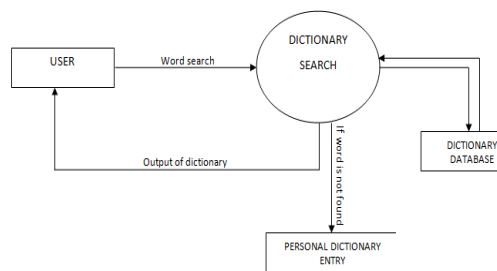 DICTIONARY
SEARCH
USER
Word search
DICTIONARY
DATABASE
Output of dictionary
If word is not found
PERSONAL DICTIONARY
ENTRY